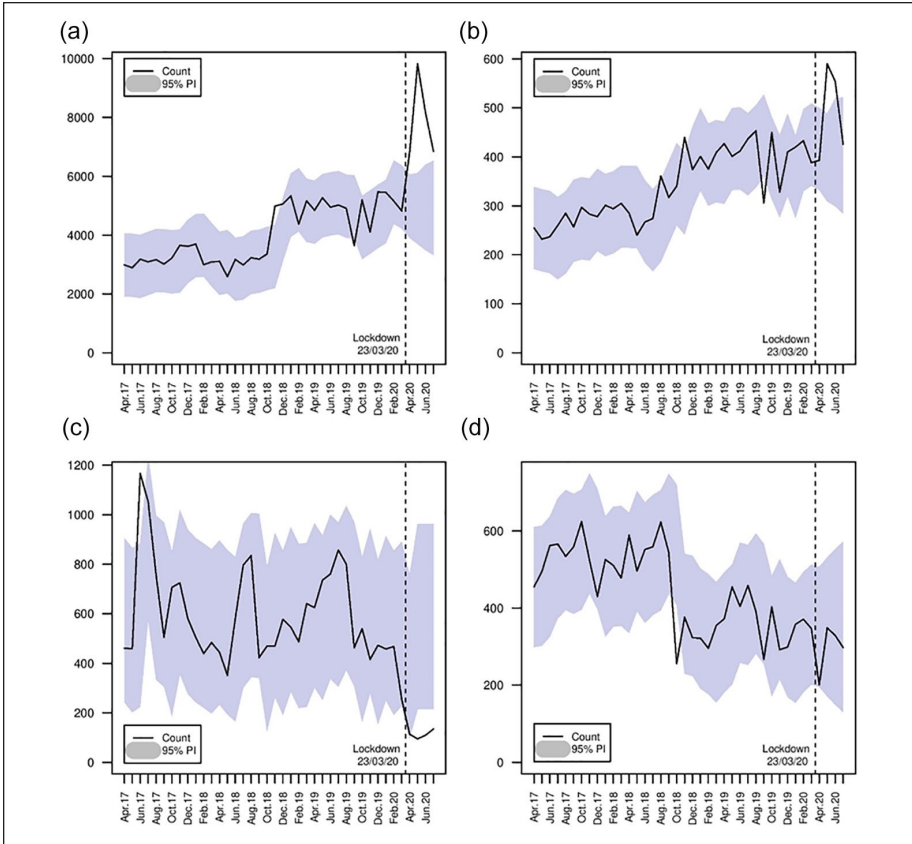 (a)
Count
95% PI
10000
8000
6000
4000
2000
0
Lockdown
23/03/20
Apr.17
Jun.17
Aug.17
Oct.17
Dec.17
Feb.18
Apr.18
Jun.18
Aug.18
Oct.18
Dec.18
Feb.19
Apr.19
Jun.19
Aug.19
Oct.19
Dec.19
Feb.20
Apr.20
Jun.20
(b)
Count
95% PI
600
500
400
300
200
100
0
Lockdown
23/03/20
Apr.17
Jun.17
Aug.17
Oct.17
Dec.17
Feb.18
Apr.18
Jun.18
Aug.18
Oct.18
Dec.18
Feb.19
Apr.19
Jun.19
Aug.19
Oct.19
Dec.19
Feb.20
Apr.20
Jun.20
(c)
1200
1000
800
600
400
200
0
Count
95% PI
Lockdown
23/03/20
Apr.17
Jun.17
Aug.17
Oct.17
Dec.17
Feb.18
Apr.18
Jun.18
Aug.18
Oct.18
Dec.18
Feb.19
Apr.19
Jun.19
Aug.19
Oct.19
Dec.19
Feb.20
Apr.20
Jun.20
(d)
600
400
200
0
Count
95% PI
Lockdown
23/03/20
Apr.17
Jun.17
Aug.17
Oct.17
Dec.17
Feb.18
Apr.18
Jun.18
Aug.18
Oct.18
Dec.18
Feb.19
Apr.19
Jun.19
Aug.19
Oct.19
Dec.19
Feb.20
Apr.20
Jun.20